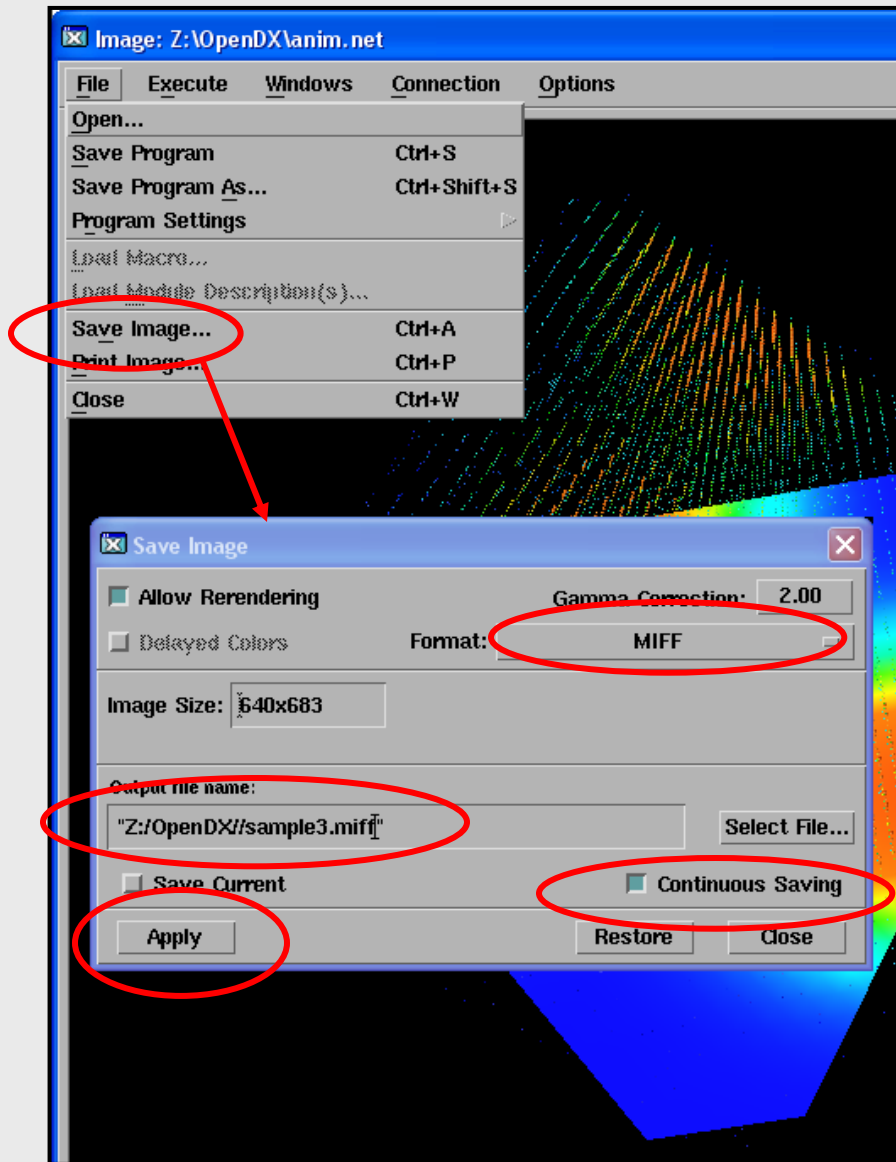 Image: Z:\OpenDX\anim.net
File Execute Windows Connection Options
Open...
Save Program Ctrl+S
Save Program As... Ctrl+Shift+S
Program Settings
Load Macro...
Load Module Description(s)...
Save Image... Ctrl+A
Print Image... Ctrl+P
Close Ctrl+W
Save Image
Allow Rerendering Gamma Correction: 2.00
Delayed Colors Format: MIFF
Image Size: 640x683
Output file name:
"Z:/OpenDX//sample3.miff" Select File...
Save Current Continuous Saving
Apply Restore Close